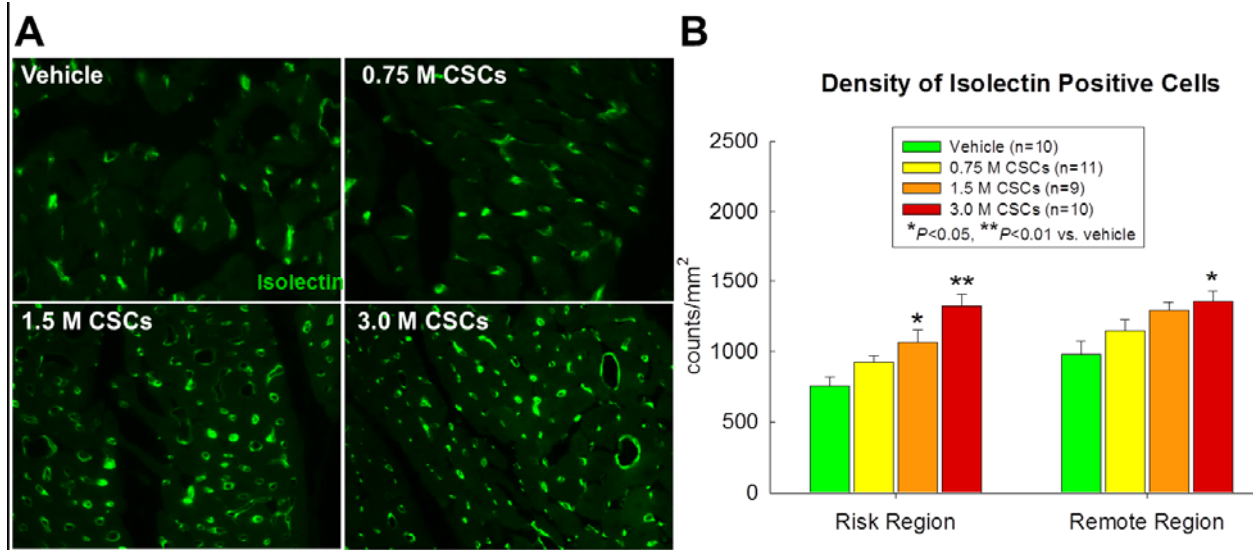 A
Vehicle
0.75 M CSCs
Isolectin
1.5 M CSCs
3.0 M CSCs
B
Density of Isolectin Positive Cells
Vehicle (n=10)
0.75 M CSCs (n=11)
1.5 M CSCs (n=9)
3.0 M CSCs (n=10)
*P<0.05, **P<0.01 vs. vehicle
counts/mm²
2500
2000
1500
1000
500
0
*
**
*
Risk Region
Remote Region